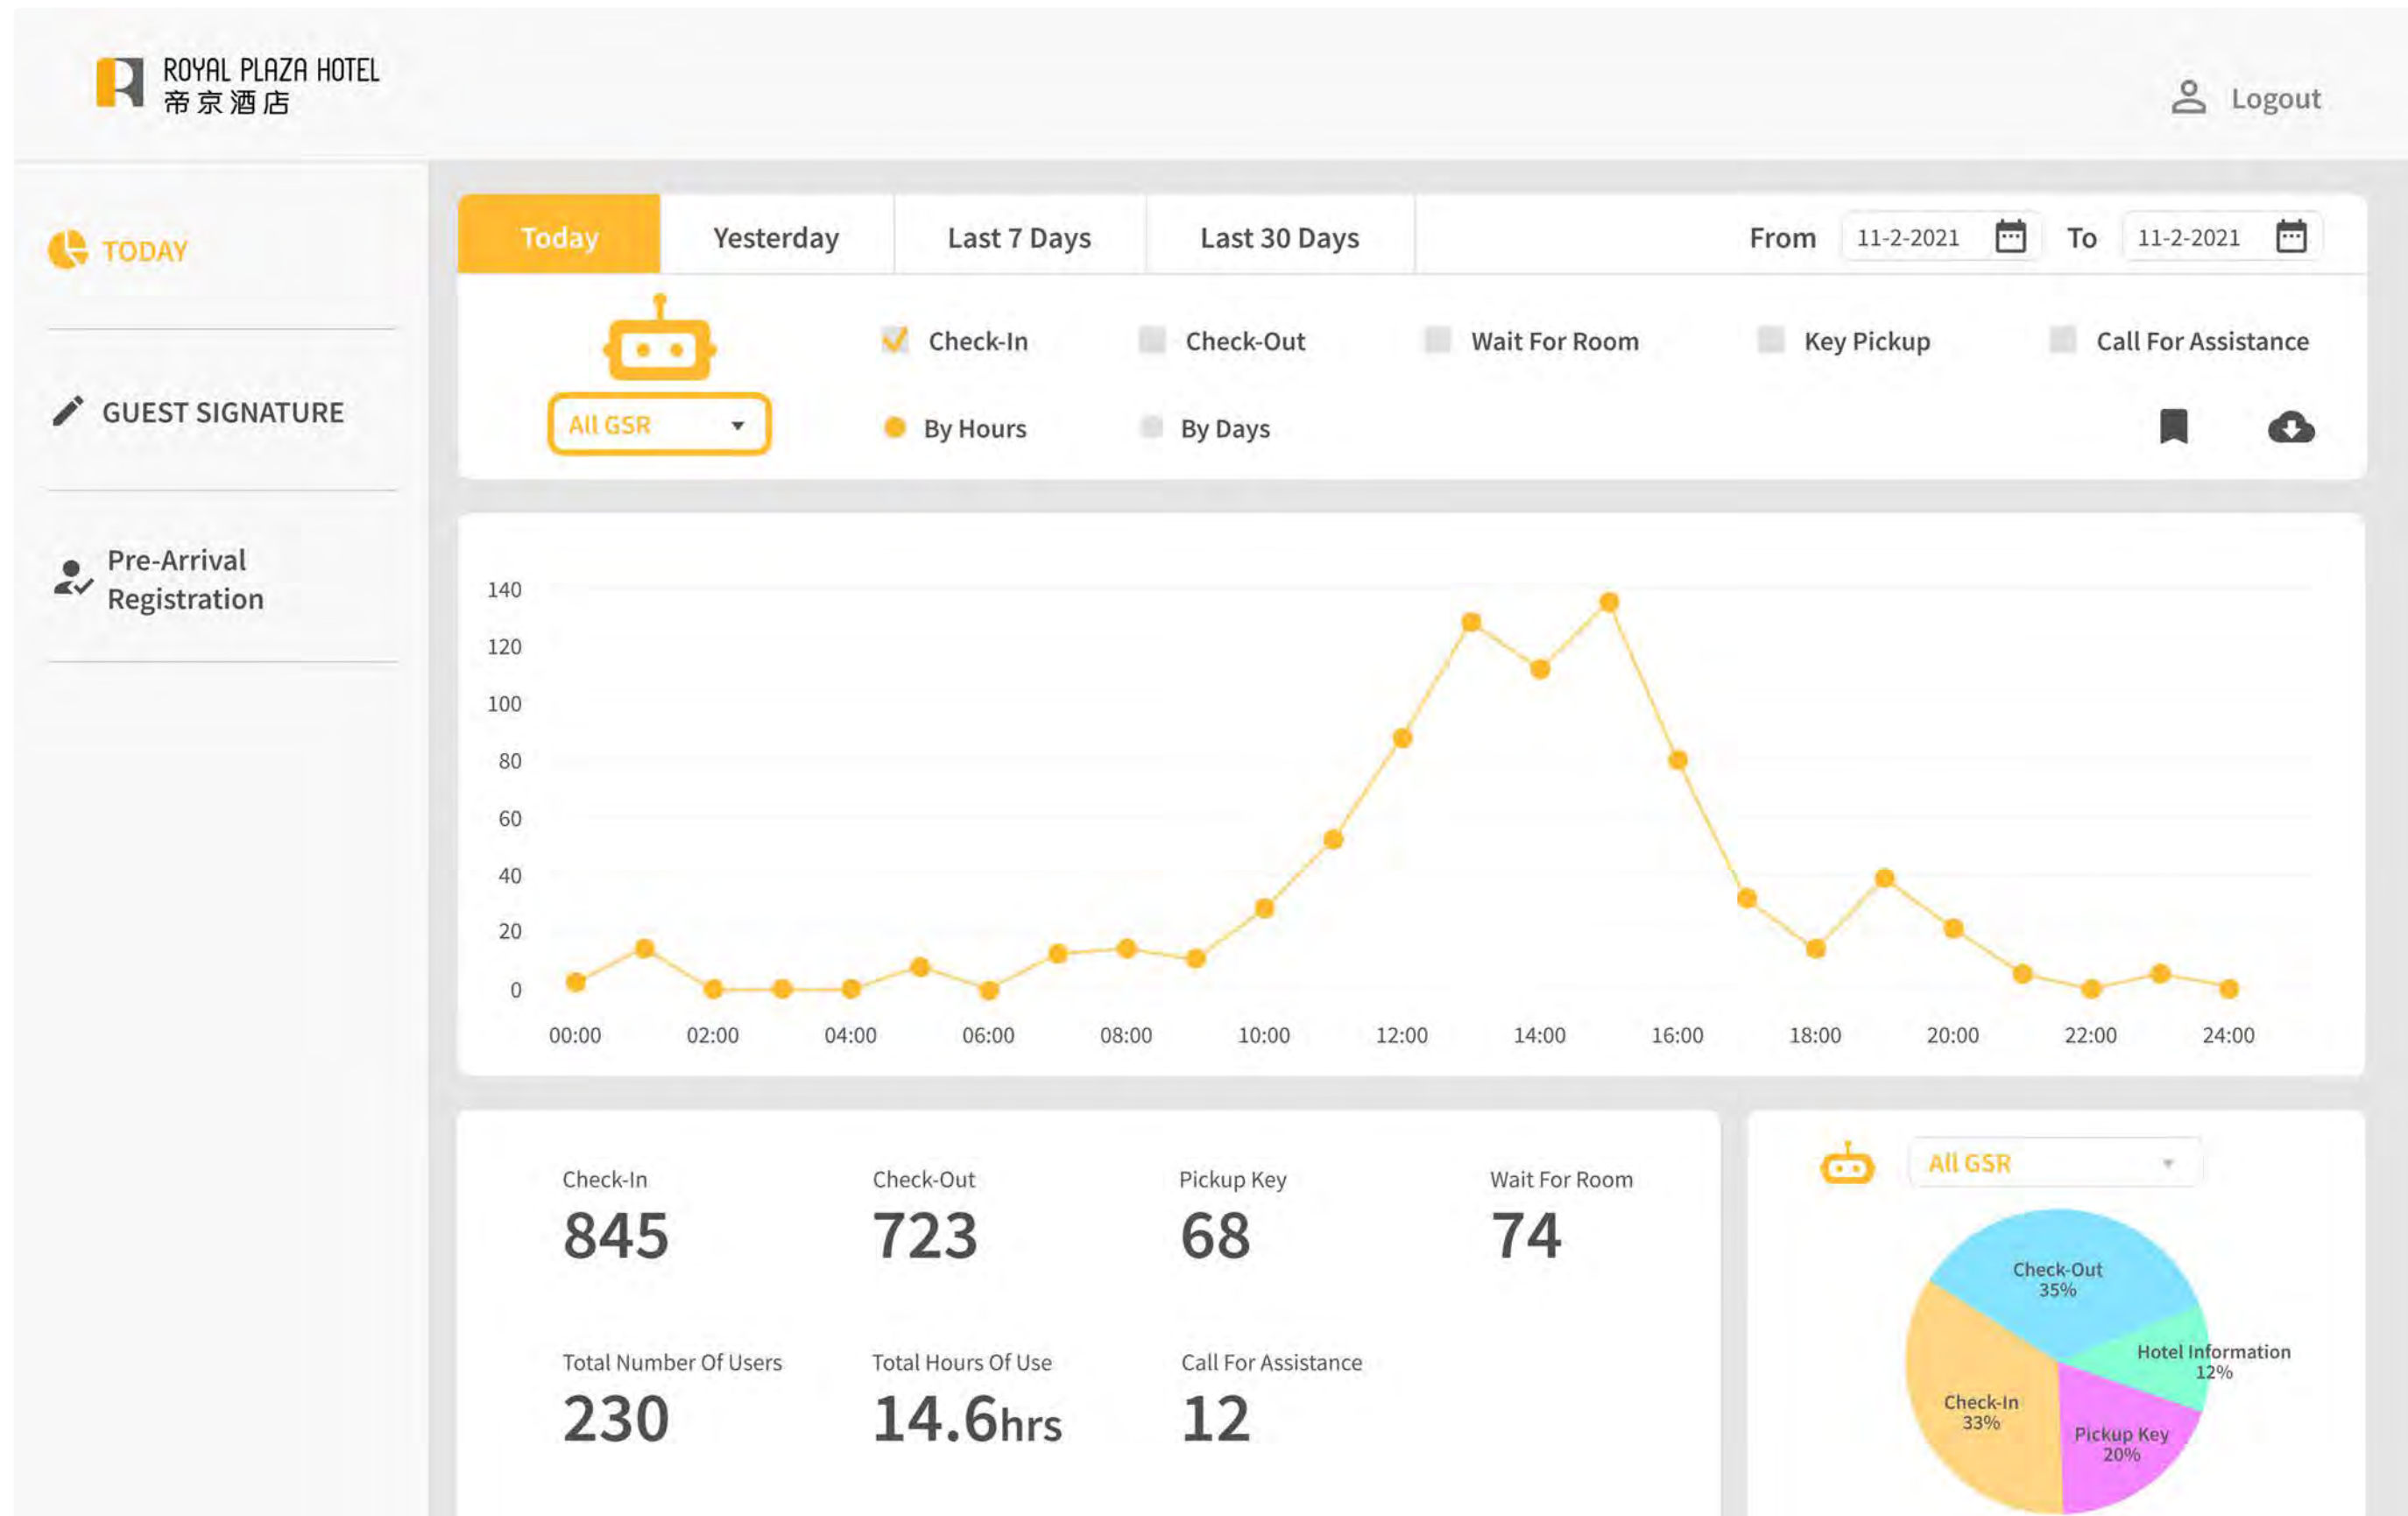 ROYAL PLAZA HOTEL
帝京酒店
Logout
TODAY
GUEST SIGNATURE
Pre-Arrival
Registration
Today Yesterday Last 7 Days Last 30 Days From 11-2-2021 To 11-2-2021
Check-In Check-Out Wait For Room Key Pickup Call For Assistance
All GSR By Hours By Days
140
120
100
80
60
40
20
0
00:00 02:00 04:00 06:00 08:00 10:00 12:00 14:00 16:00 18:00 20:00 22:00 24:00
Check-In Check-Out Pickup Key Wait For Room
845 723 68 74
Total Number Of Users Total Hours Of Use Call For Assistance
230 14.6hrs 12
All GSR
Check-Out
35%
Hotel Information
12%
Check-In
33%
Pickup Key
20%